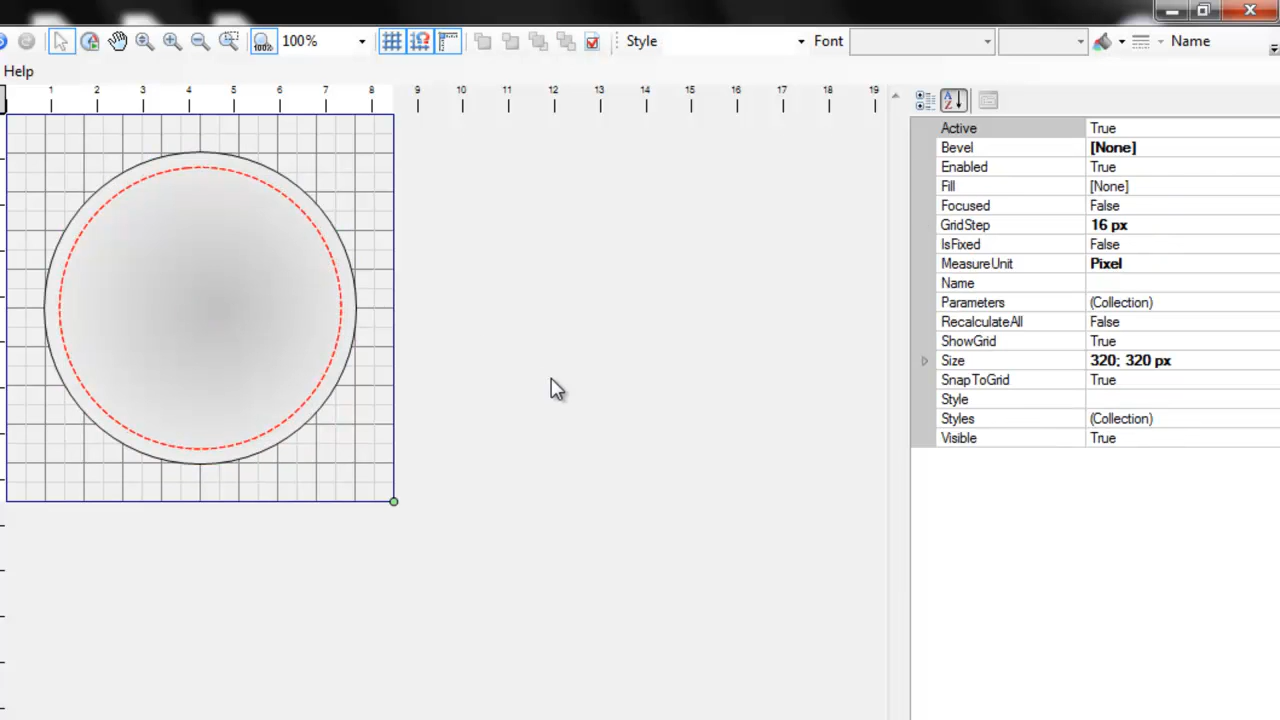 100% 100% Style Font Name
Help
1 2 3 4 5 6 7 8 9 10 11 12 13 14 15 16 17 18 19
A
Z
Active True
Bevel [None]
Enabled True
Fill [None]
Focused False
GridStep 16 px
IsFixed False
MeasureUnit Pixel
Name
Parameters (Collection)
RecalculateAll False
ShowGrid True
Size 320; 320 px
SnapToGrid True
Style
Styles (Collection)
Visible True